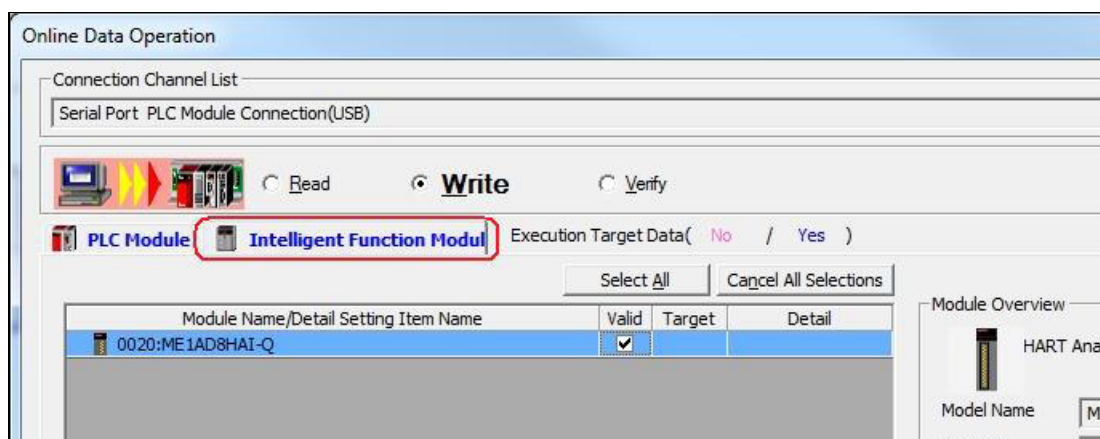 Online Data Operation
Connection Channel List
Serial Port PLC Module Connection(USB)
Read Write Verify
PLC Module Intelligent Function Modul Execution Target Data( No / Yes )
Select All Cancel All Selections
Module Name/Detail Setting Item Name Valid Target Detail
Module Overview
0020:ME1AD8HAI-Q
HART Ana
Model Name M